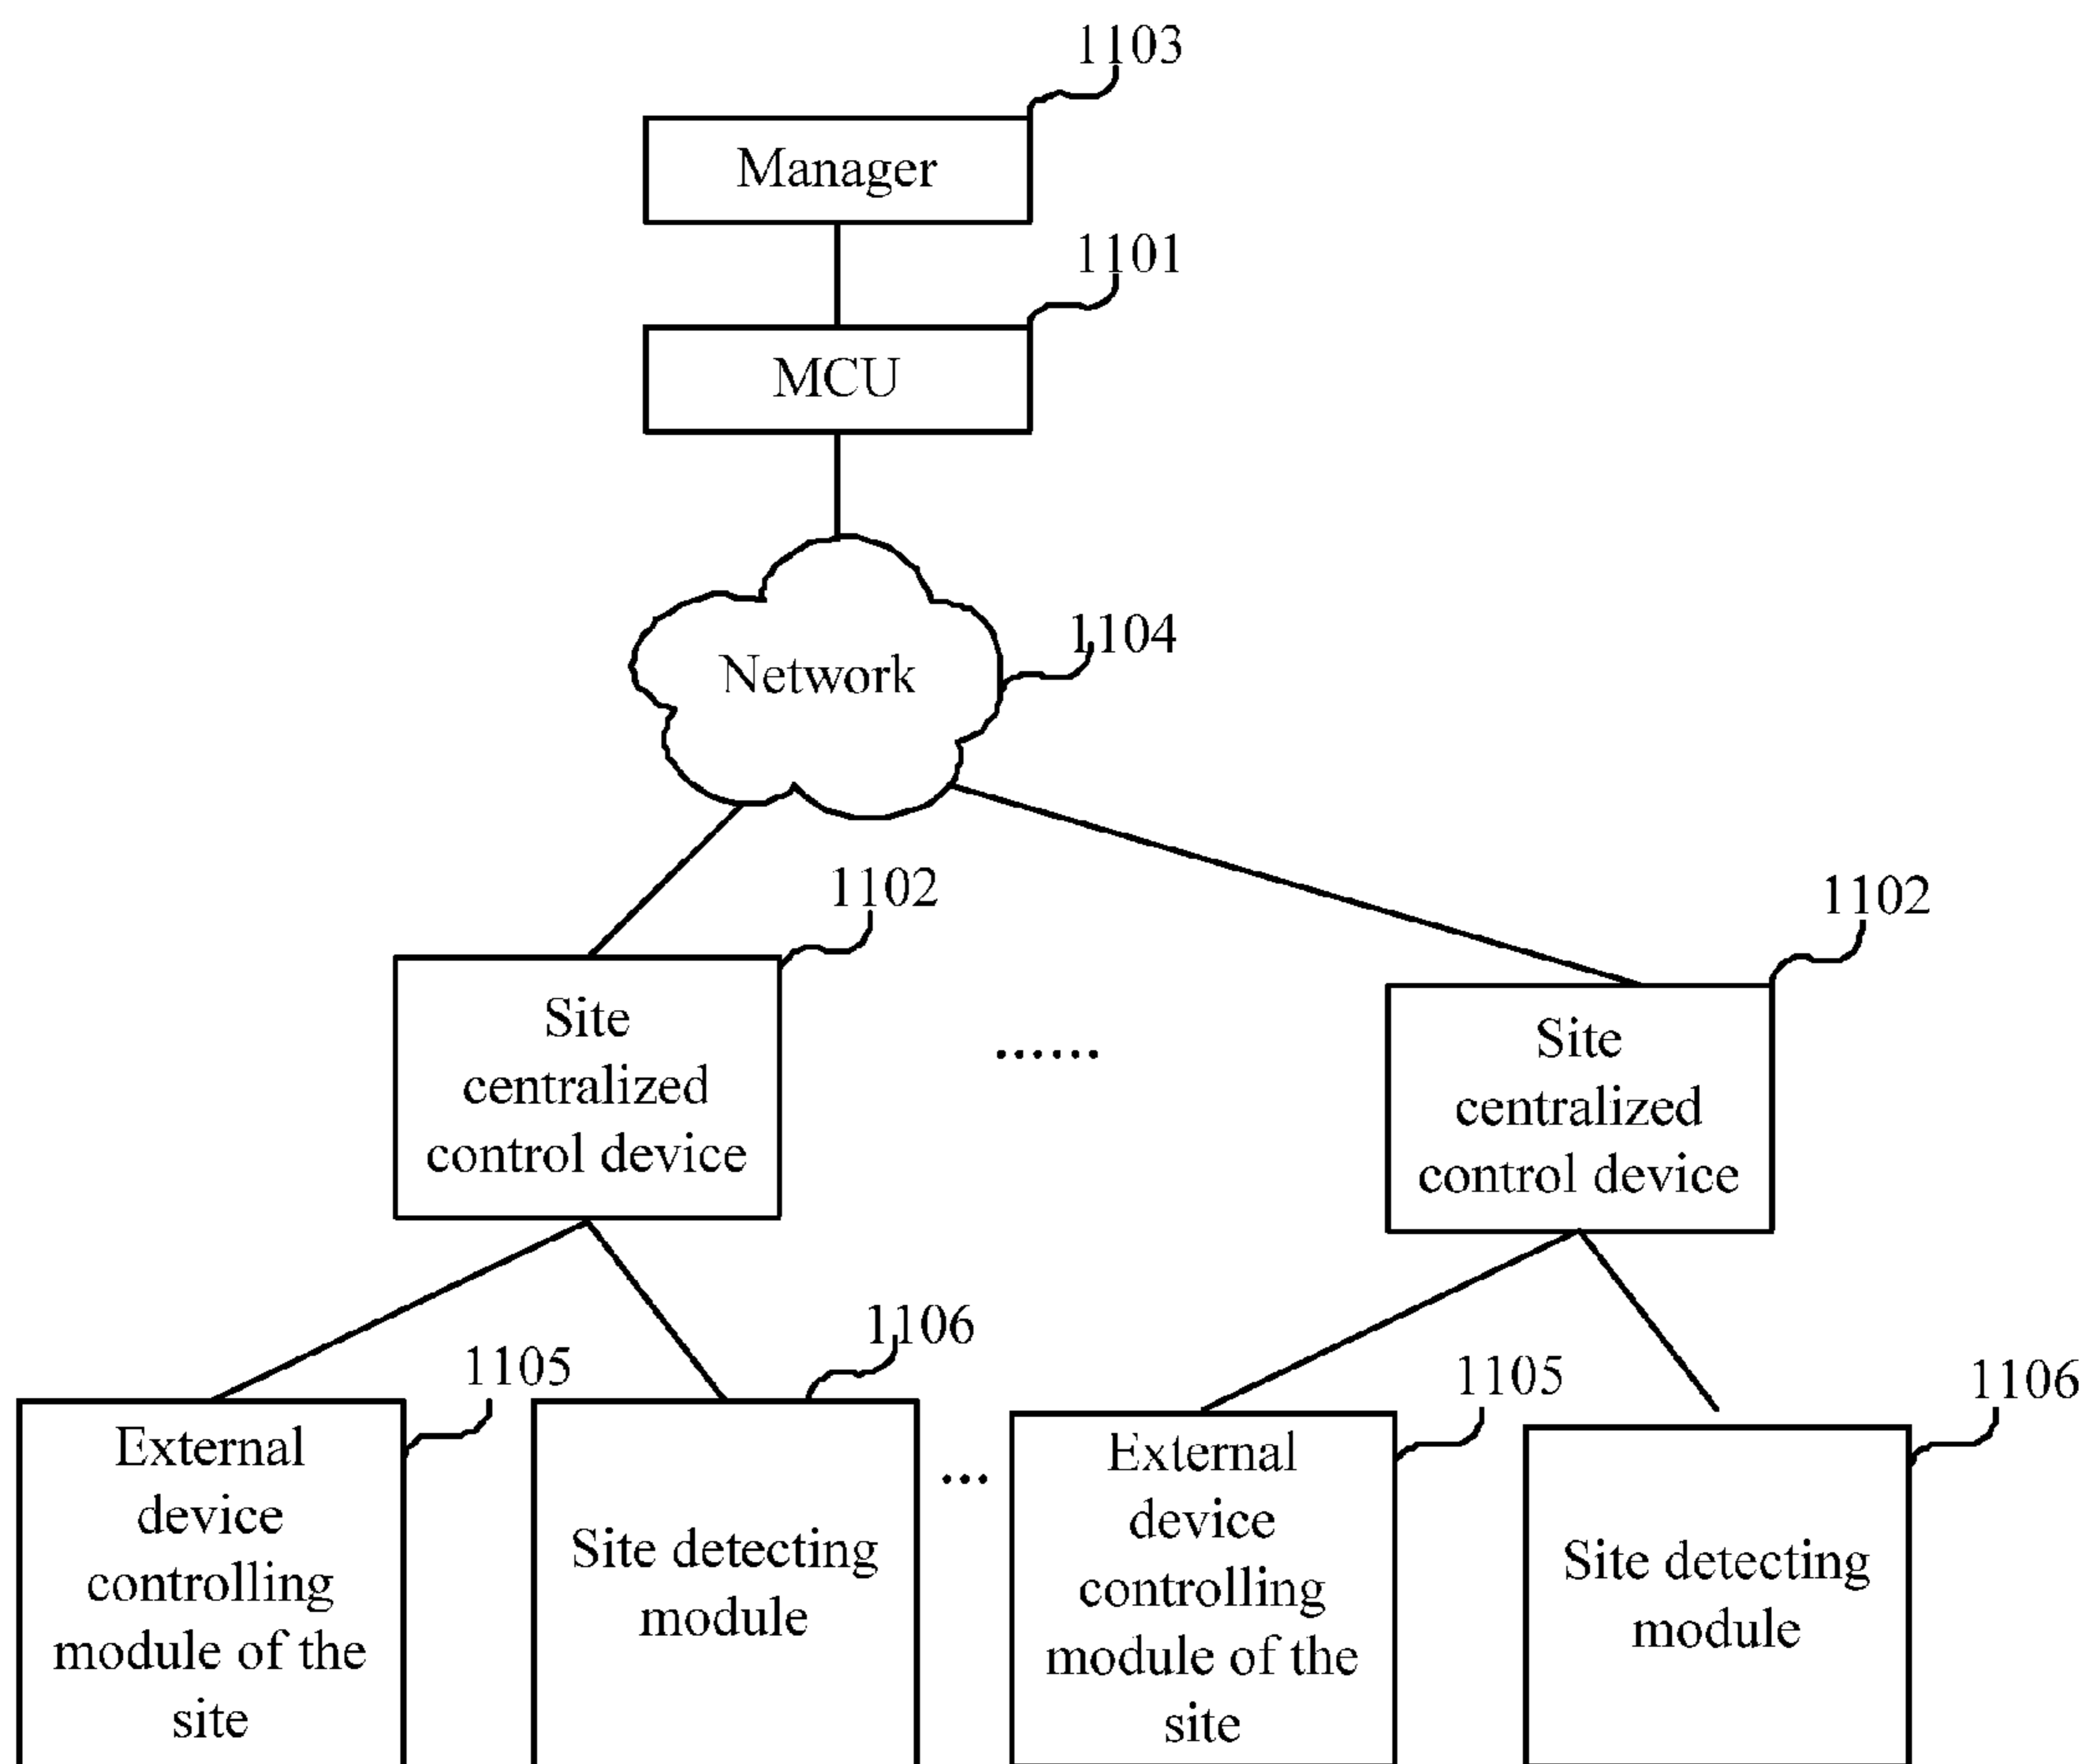 1103
Manager
1101
MCU
1104
Network
1102
1102
Site
centralized
control device
......
Site
centralized
control device
1105
1106
1105
1106
External
device
controlling
module of the
site
Site detecting
module
...
External
device
controlling
module of the
site
Site detecting
module